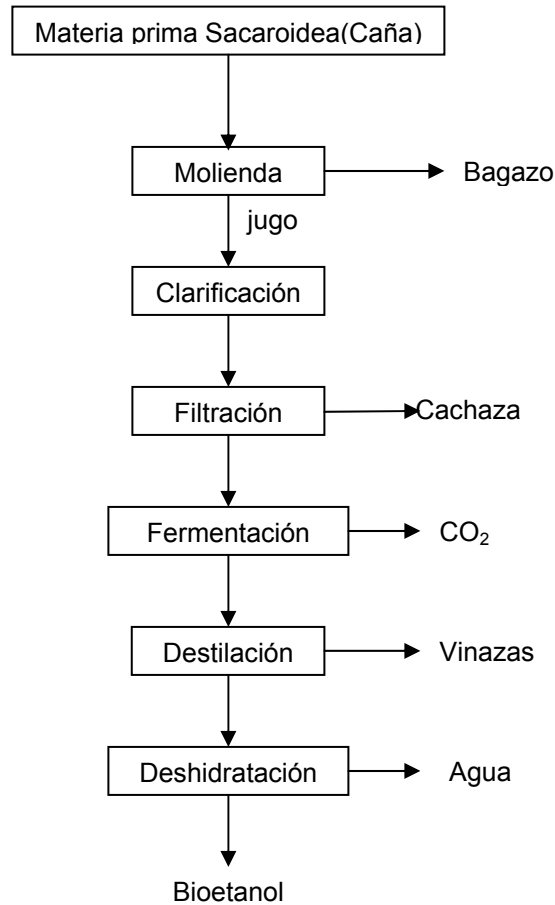 Materia prima Sacaroidea(Caña)
Molienda
Bagazo
jugo
Clarificación
Filtración
Cachaza
Fermentación
CO₂
Destilación
Vinazas
Deshidratación
Agua
Bioetanol